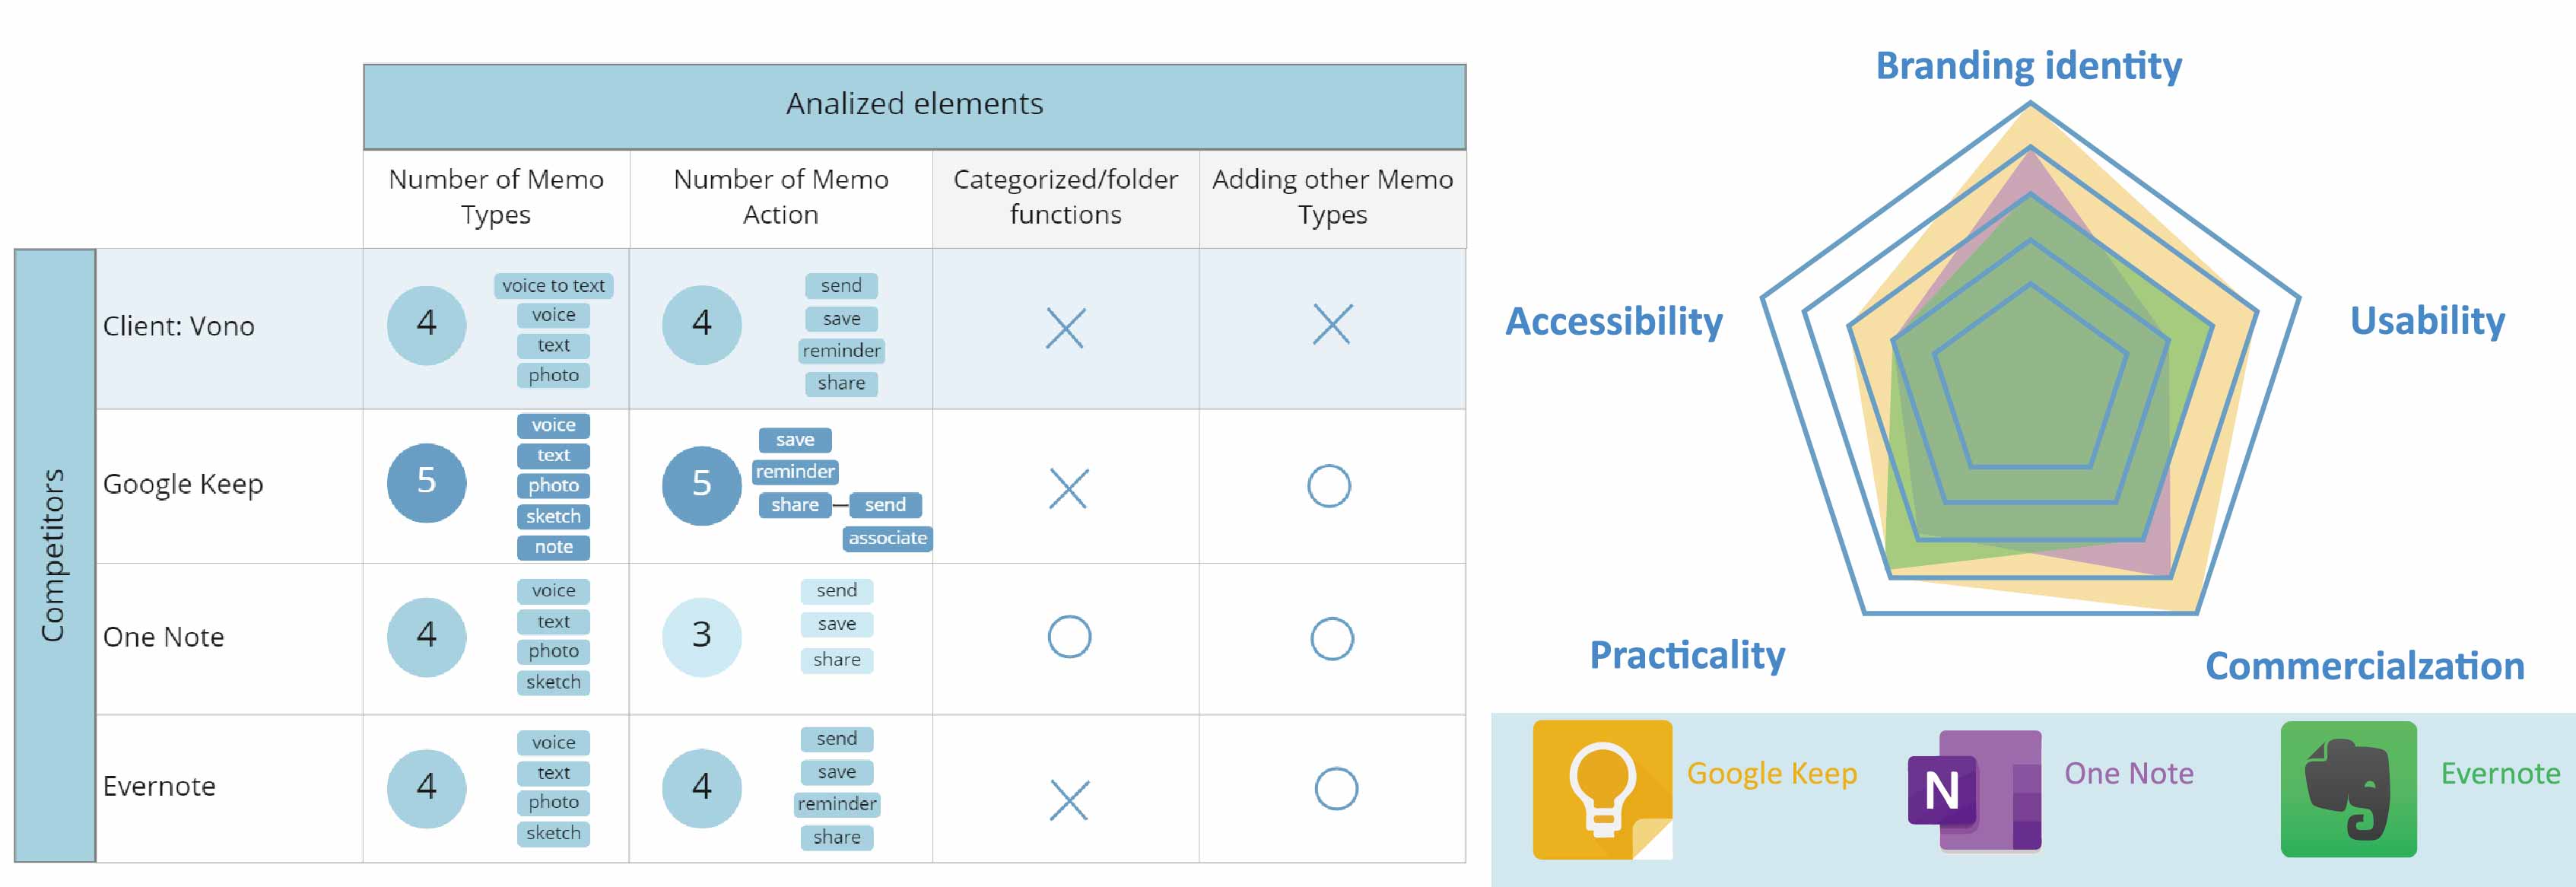 Analized elements
Number of Memo
Types
Number of Memo
Action
Categorized/folder
functions
Adding other Memo
Types
Competitors
Client: Vono
4
voice to text
voice
text
photo
4
send
save
reminder
share
Google Keep
5
voice
text
photo
sketch
note
5
save
reminder
share
send
associate
One Note
4
voice
text
photo
sketch
3
send
save
share
Evernote
4
voice
text
photo
sketch
4
send
save
reminder
share
Branding identity
Accessibility
Usability
Practicality
Commercialzation
Google Keep
N
One Note
Evernote